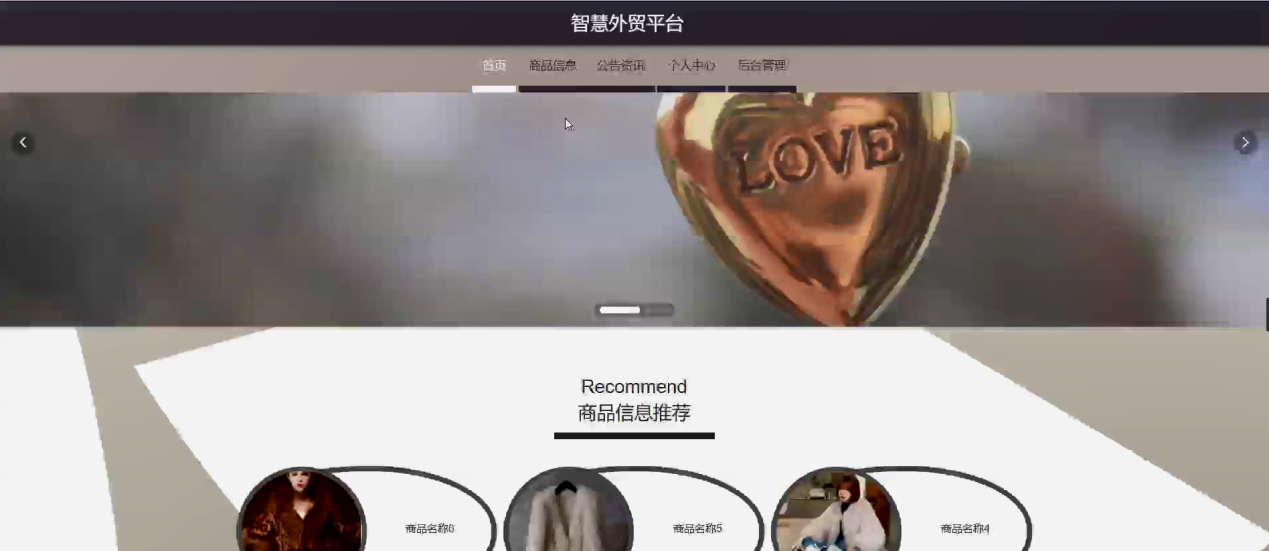 智慧外贸平台
首页 商品信息 公告资讯 个人中心 后台管理
LOVE
Recommend
商品信息推荐
商品名称6 商品名称5 商品名称4